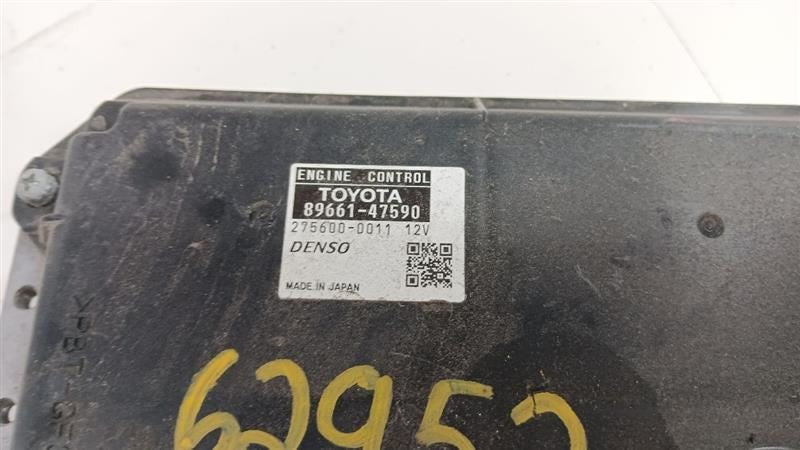 ENGINE CONTROL
TOYOTA
89661-47590
275600-0011 12V
DENSO
MADE IN JAPAN
62952